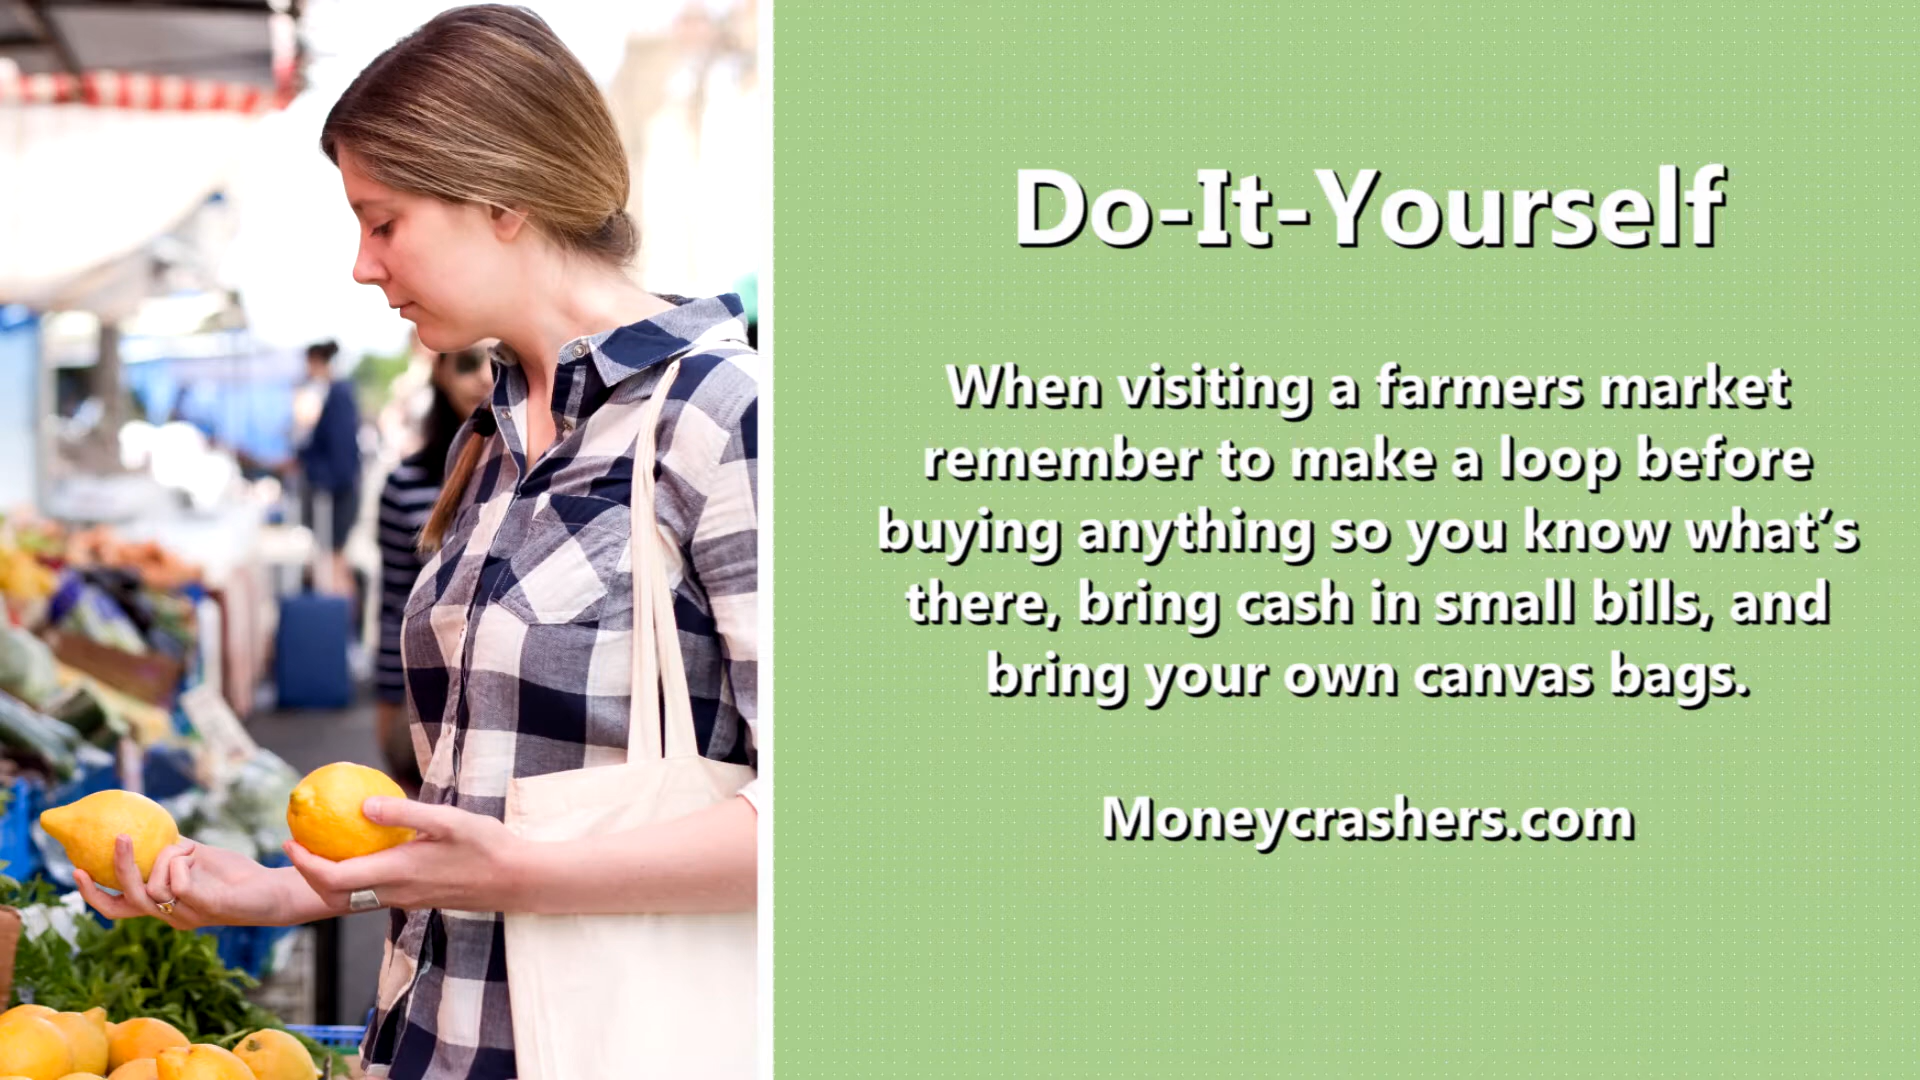 Do-It-Yourself
When visiting a farmers market
remember to make a loop before
buying anything so you know what’s
there, bring cash in small bills, and
bring your own canvas bags.
Moneycrashers.com